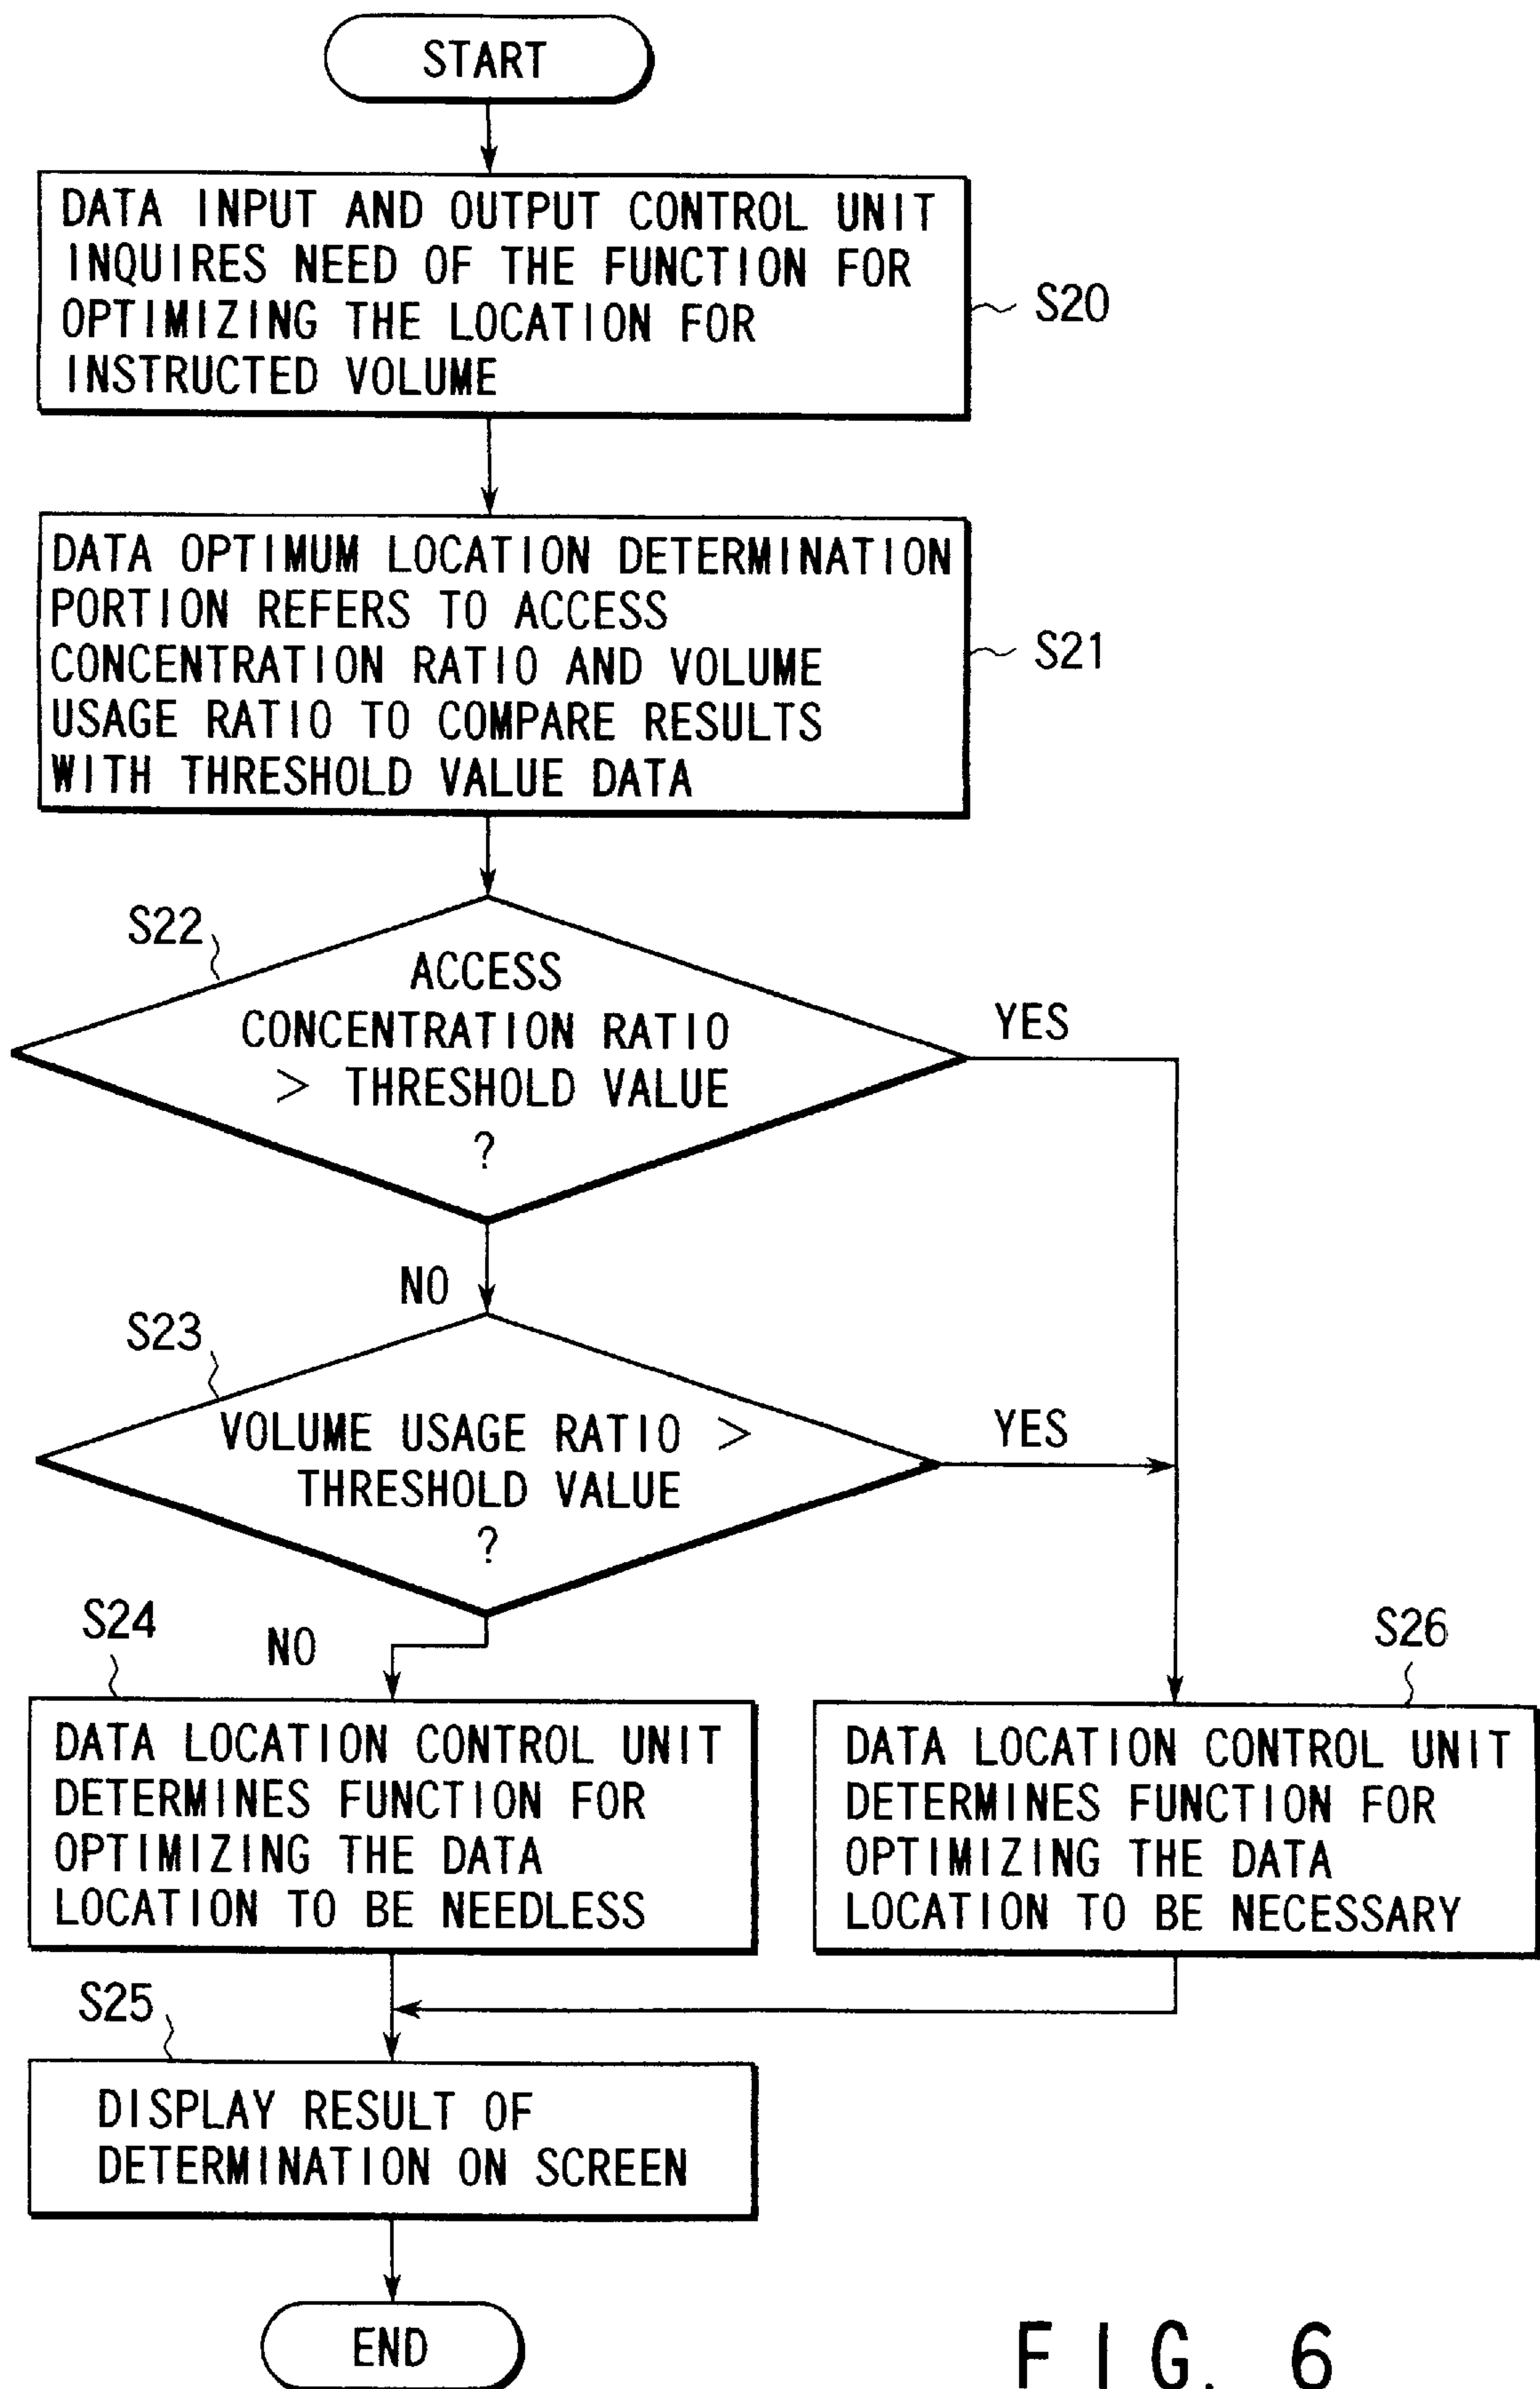 START
DATA INPUT AND OUTPUT CONTROL UNIT
INQUIRES NEED OF THE FUNCTION FOR
OPTIMIZING THE LOCATION FOR
INSTRUCTED VOLUME
S20
DATA OPTIMUM LOCATION DETERMINATION
PORTION REFERS TO ACCESS
CONCENTRATION RATIO AND VOLUME
USAGE RATIO TO COMPARE RESULTS
WITH THRESHOLD VALUE DATA
S21
S22
ACCESS
CONCENTRATION RATIO
> THRESHOLD VALUE
?
YES
NO
S23
VOLUME USAGE RATIO >
THRESHOLD VALUE
?
YES
NO
S24
DATA LOCATION CONTROL UNIT
DETERMINES FUNCTION FOR
OPTIMIZING THE DATA
LOCATION TO BE NEEDLESS
S26
DATA LOCATION CONTROL UNIT
DETERMINES FUNCTION FOR
OPTIMIZING THE DATA
LOCATION TO BE NECESSARY
S25
DISPLAY RESULT OF
DETERMINATION ON SCREEN
END
FIG. 6